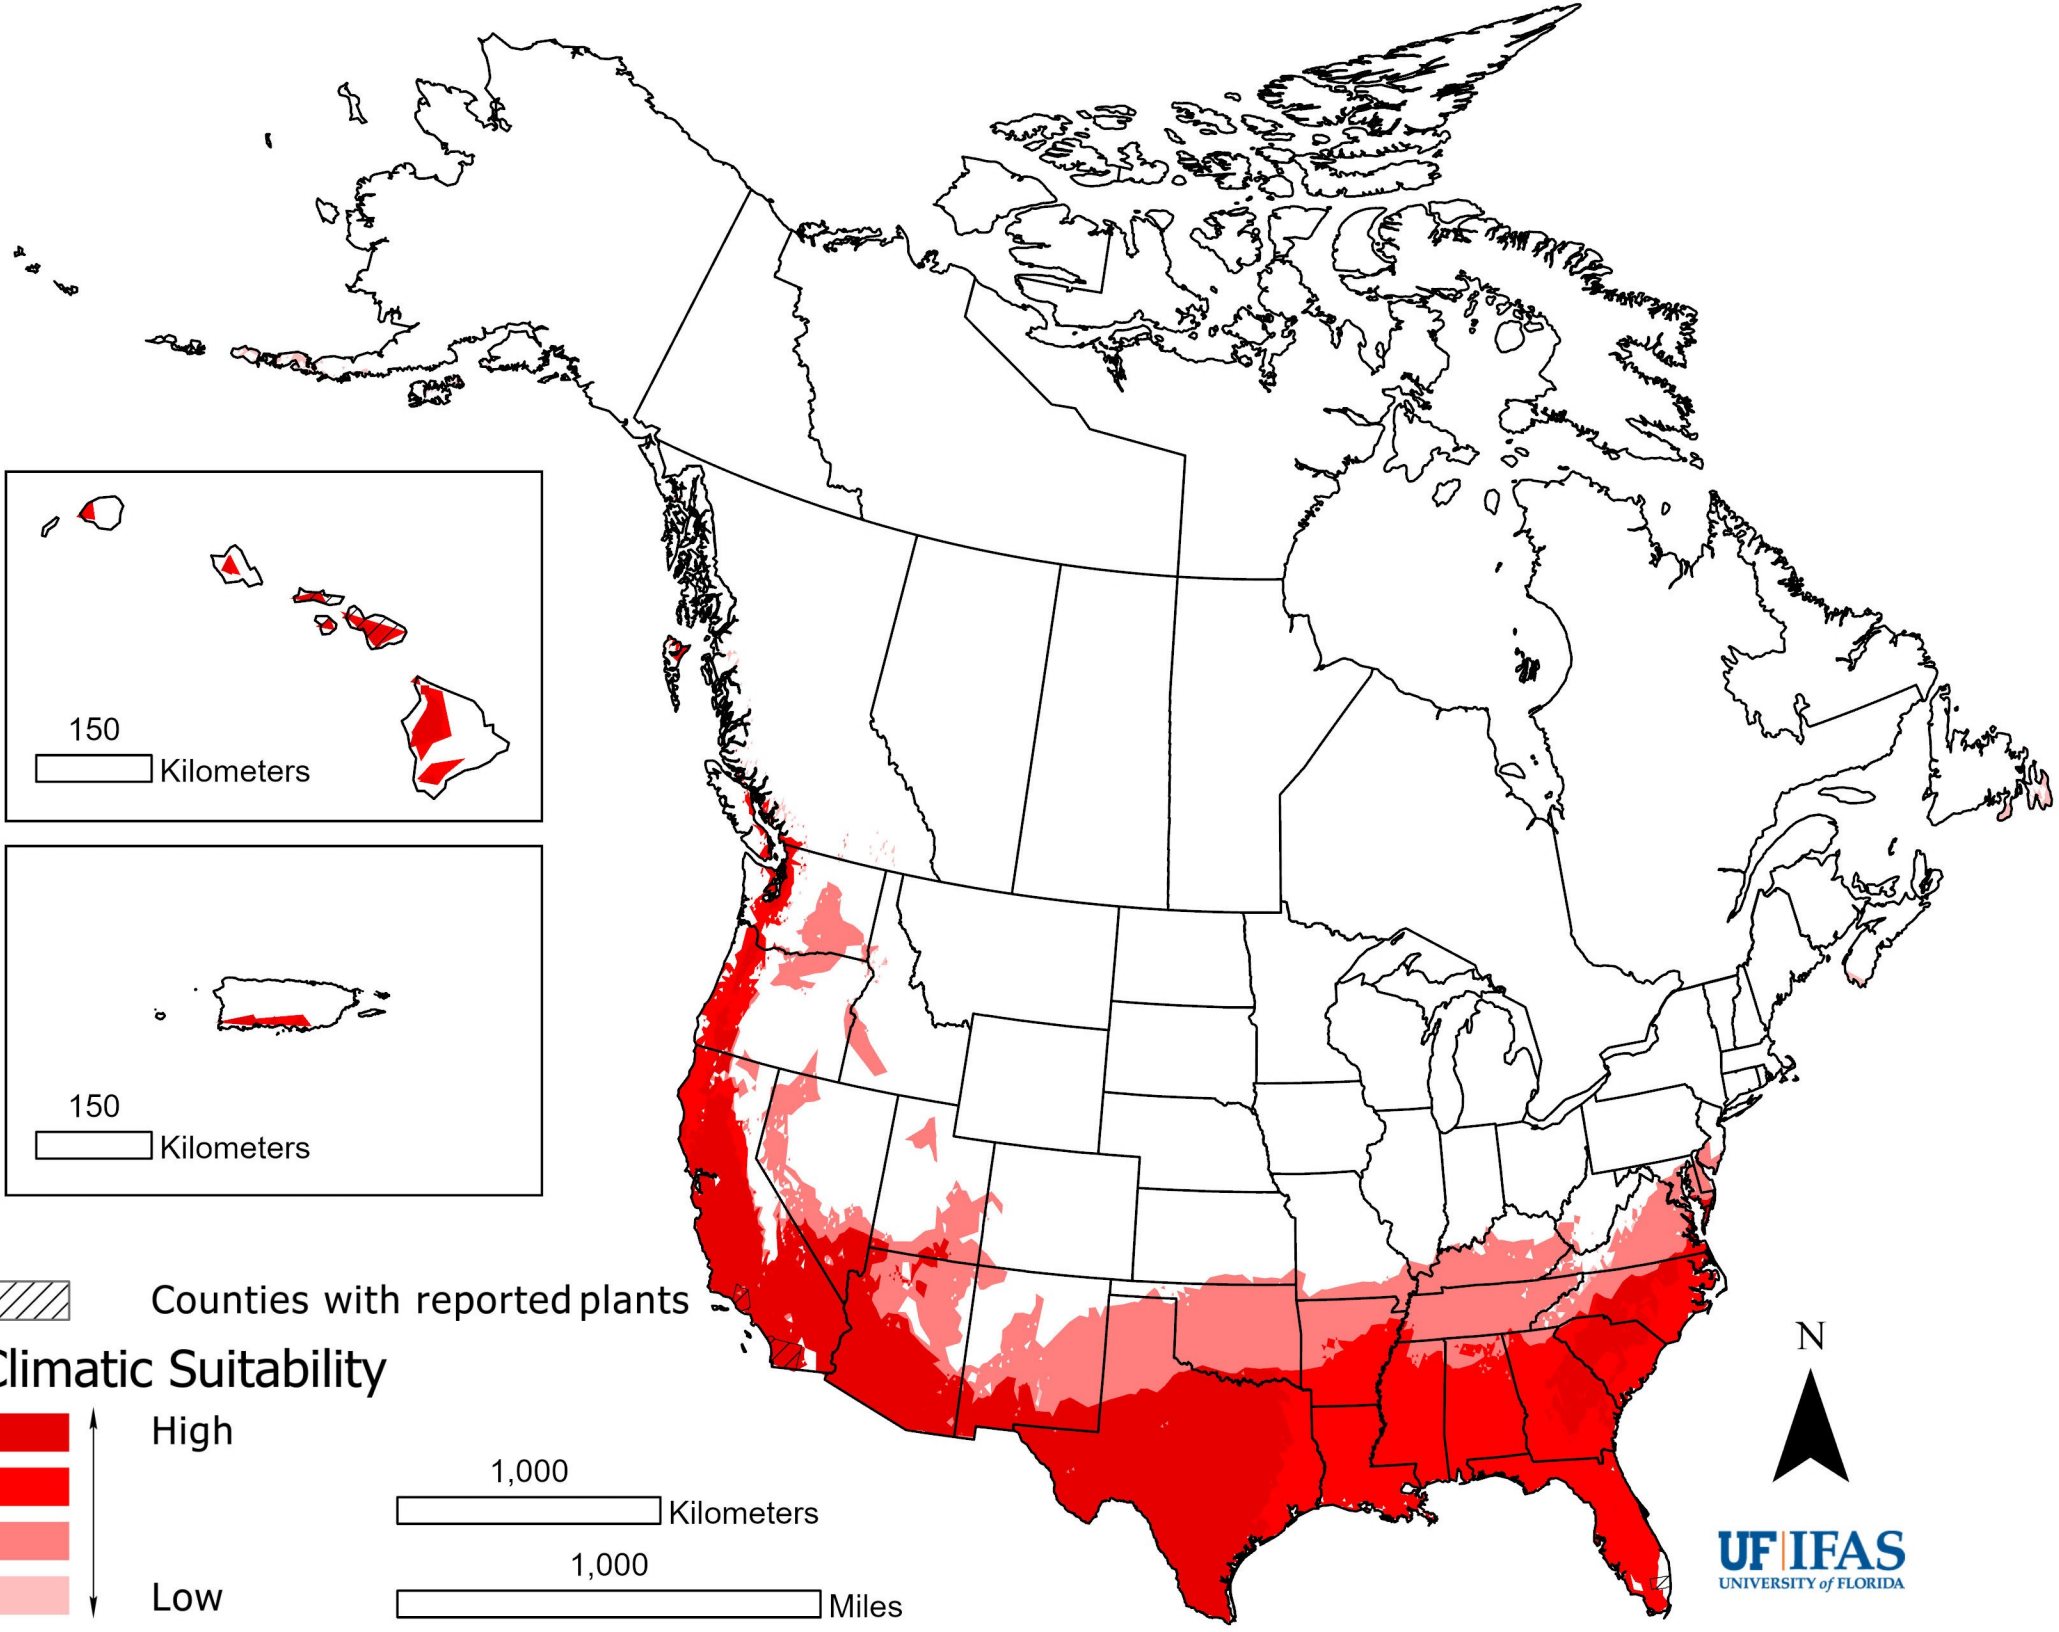 150
Kilometers
150
Kilometers
Counties with reported plants
Climatic Suitability
High
Low
1,000
Kilometers
1,000
Miles
N
UF|IFAS
UNIVERSITY of FLORIDA